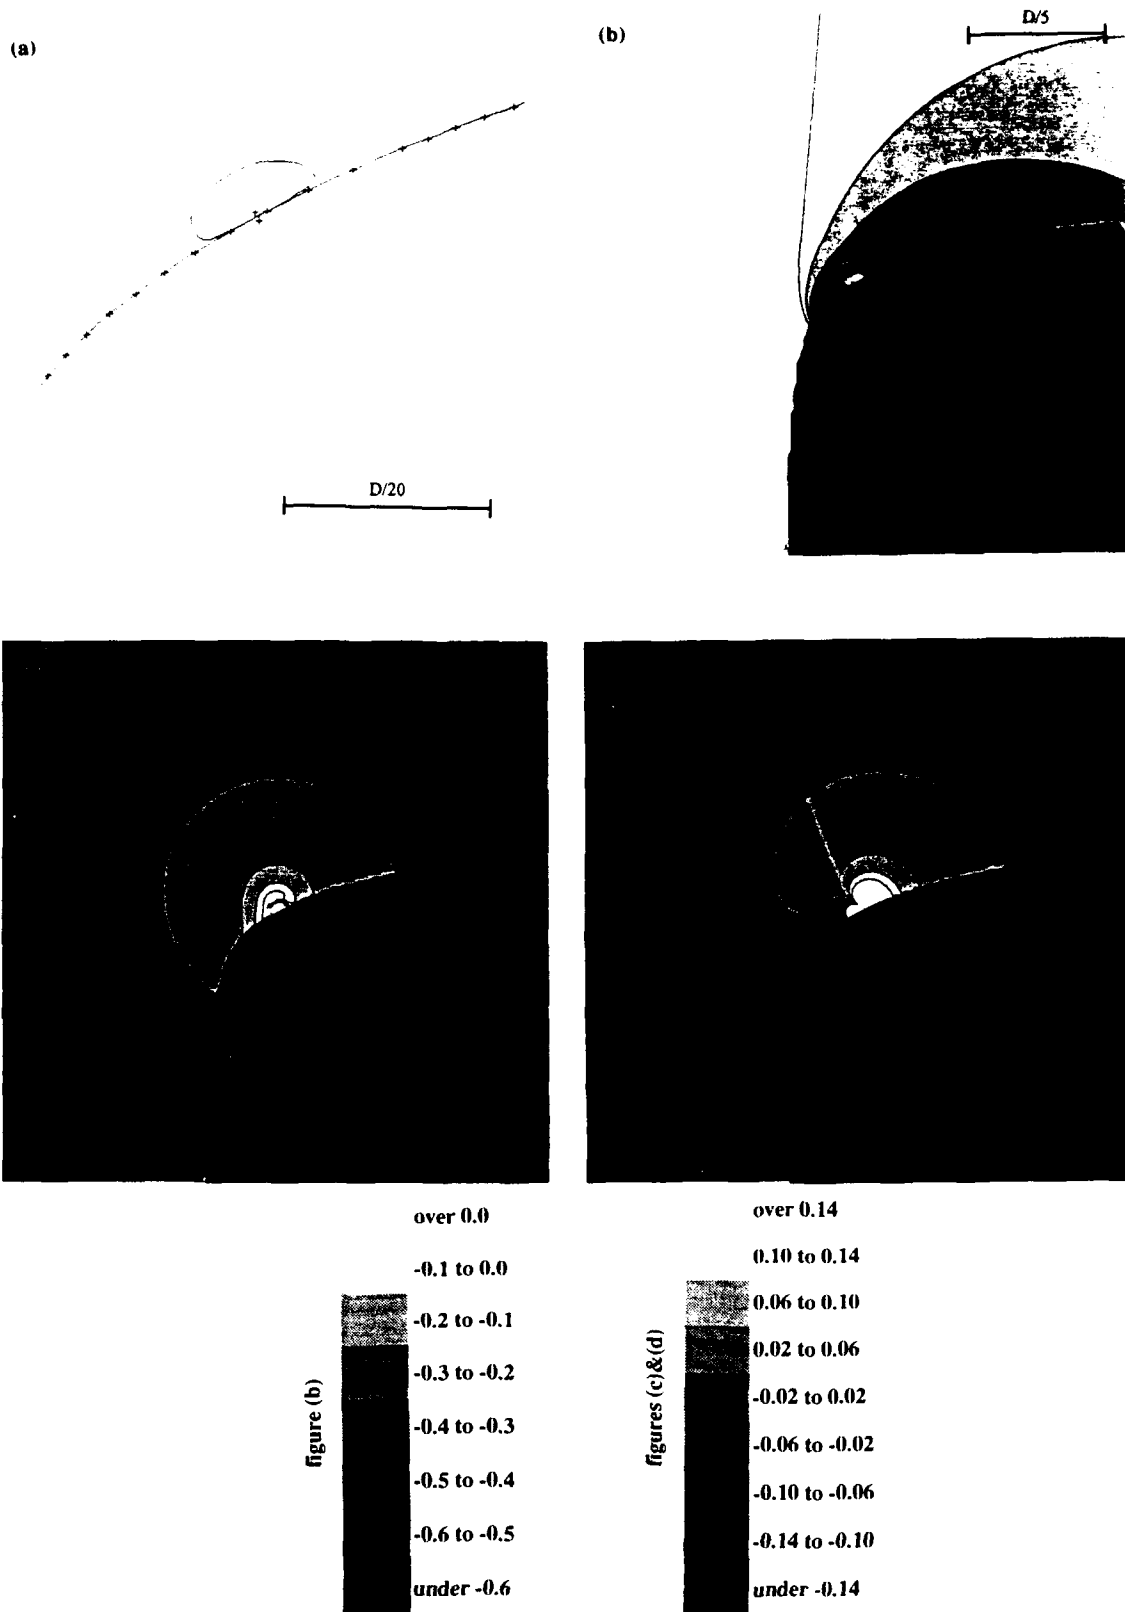 (a)
(b)
D/5
D/20
over 0.0
-0.1 to 0.0
-0.2 to -0.1
-0.3 to -0.2
-0.4 to -0.3
-0.5 to -0.4
-0.6 to -0.5
under -0.6
figure (b)
over 0.14
0.10 to 0.14
0.06 to 0.10
0.02 to 0.06
-0.02 to 0.02
-0.06 to -0.02
-0.10 to -0.06
-0.14 to -0.10
under -0.14
figures (c)&(d)